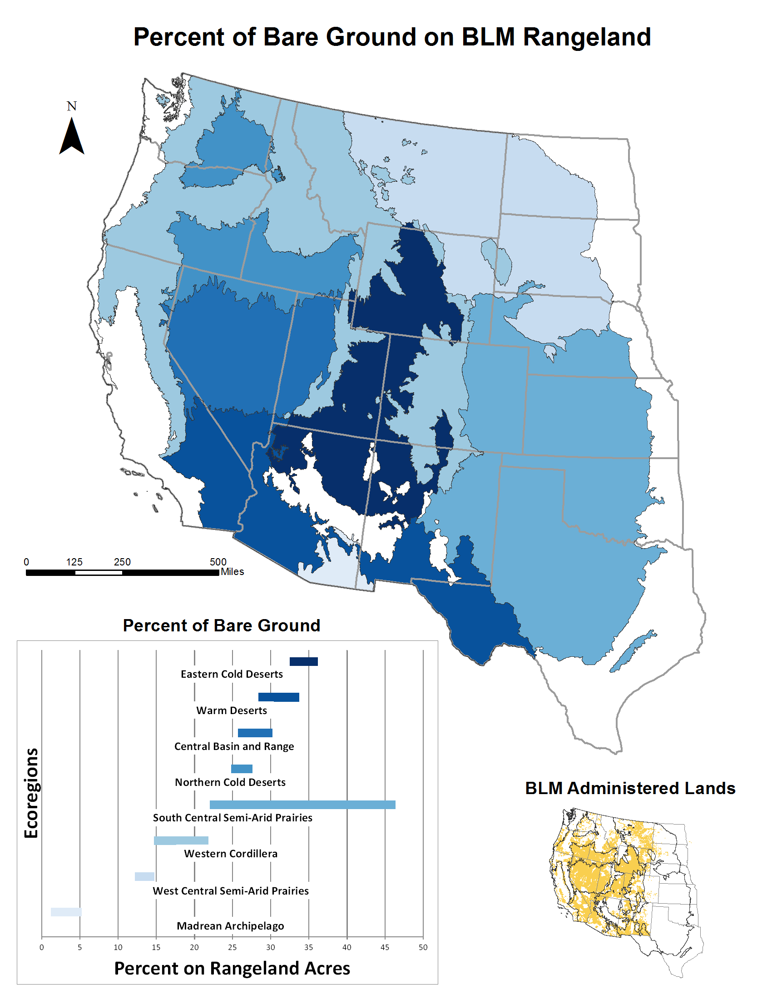 Percent of Bare Ground on BLM Rangeland
N
0 125 250 500
Miles
Percent of Bare Ground
Eastern Cold Deserts
Warm Deserts
Central Basin and Range
Northern Cold Deserts
South Central Semi-Arid Prairies
Western Cordillera
West Central Semi-Arid Prairies
Madrean Archipelago
Ecoregions
0 5 10 15 20 25 30 35 40 45 50
Percent on Rangeland Acres
BLM Administered Lands